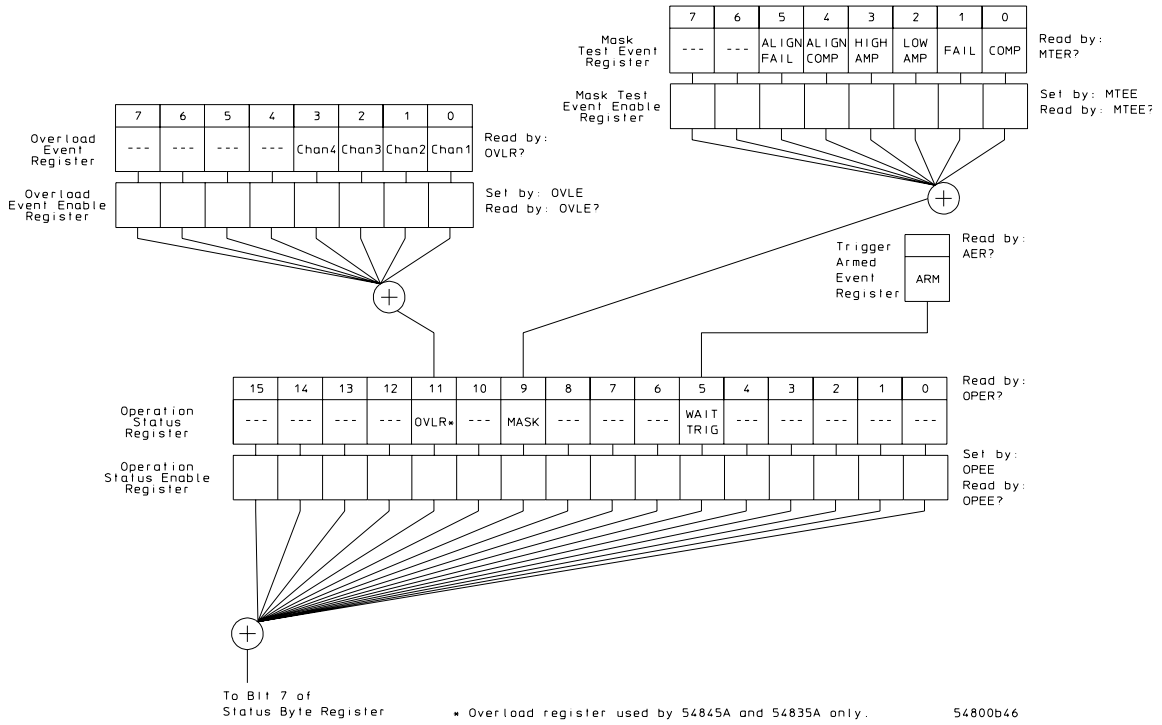 7 6 5 4 3 2 1 0
Mask
Test Event
Register
--- --- ALIGN FAIL ALIGN COMP HIGH AMP LOW AMP FAIL COMP
Read by:
MTER?
Mask Test
Event Enable
Register
Set by: MTEE
Read by: MTEE?
7 6 5 4 3 2 1 0
Overload
Event
Register
--- --- --- --- Chan4 Chan3 Chan2 Chan1
Read by:
OVLR?
Overload
Event Enable
Register
Set by: OVLE
Read by: OVLE?
+
+
Trigger
Armed
Event
Register
ARM
Read by:
AER?
15 14 13 12 11 10 9 8 7 6 5 4 3 2 1 0
Operation
Status
Register
--- --- --- --- OVLR* --- MASK --- --- --- WAIT TRIG --- --- --- --- ---
Read by:
OPER?
Operation
Status Enable
Register
Set by:
OPEE
Read by:
OPEE?
+
To Bit 7 of
Status Byte Register
* Overload register used by 54845A and 54835A only.
54800b46